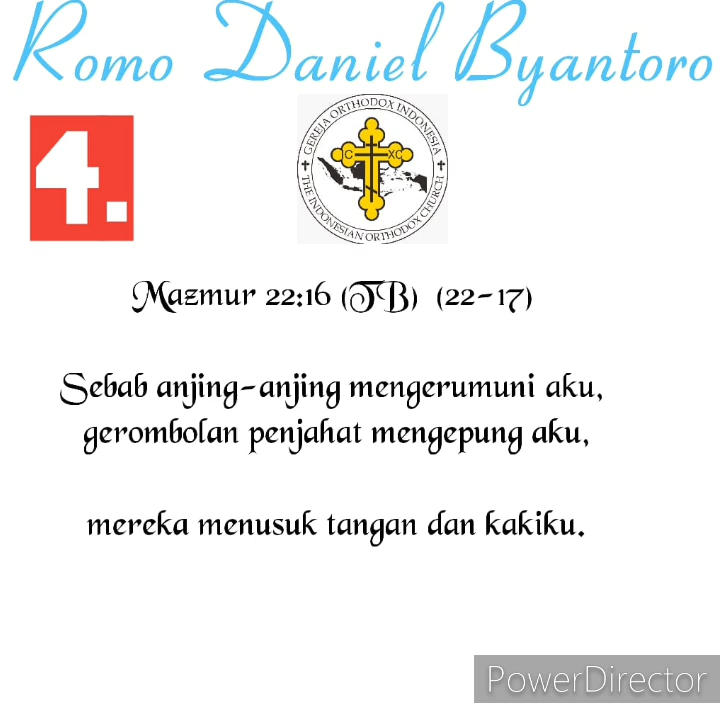 Romo Daniel Byantoro
4.
GEREJA ORTHODOX INDONESIA
C XC
THE INDONESIAN ORTHODOX CHURCH
Mazmur 22:16 (TB) (22-17)
Sebab anjing-anjing mengerumuni aku,
gerombolan penjahat mengepung aku,
mereka menusuk tangan dan kakiku.
PowerDirector